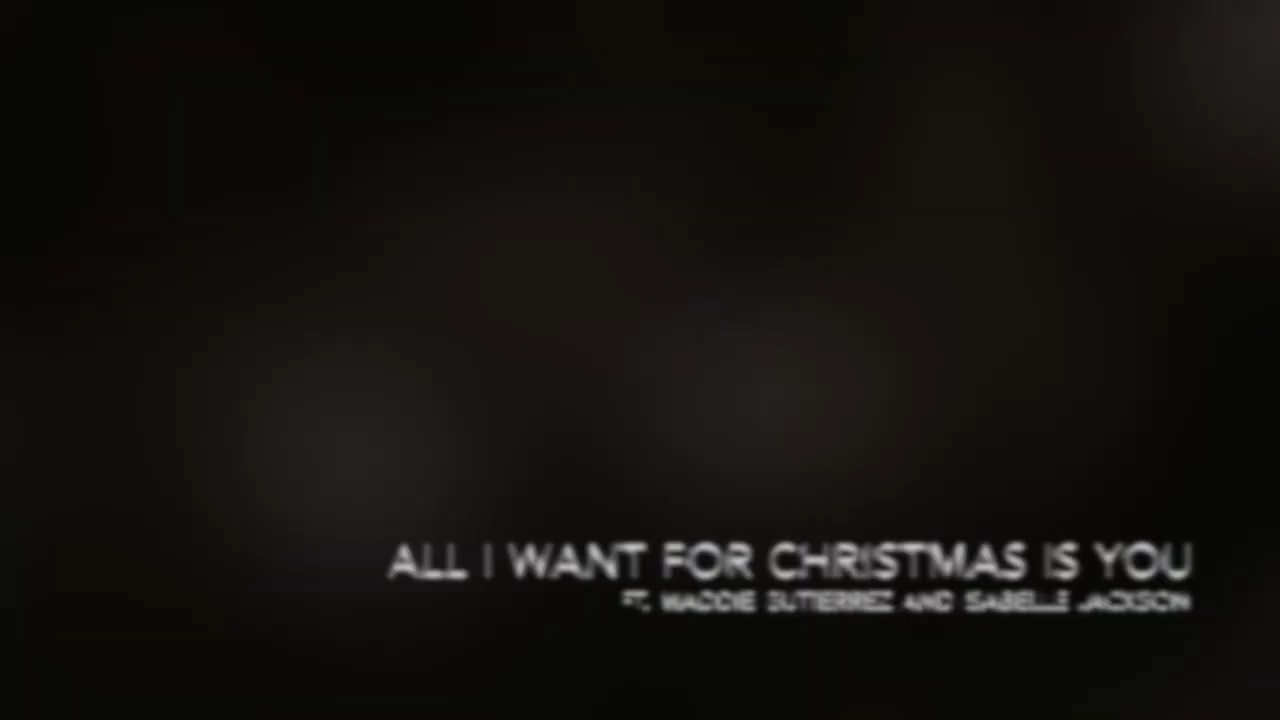 ALL I WANT FOR CHRISTMAS IS YOU
FT. MADDIE GUTIERREZ AND ISABELLE JACKSON